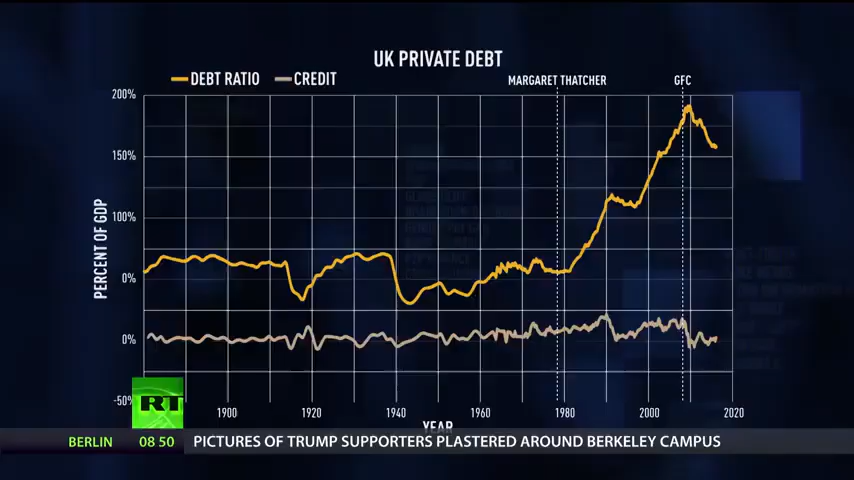 UK PRIVATE DEBT
DEBT RATIO
CREDIT
MARGARET THATCHER
GFC
200%
150%
100%
0%
0%
-50%
PERCENT OF GDP
1900
1920
1940
1960
1980
2000
2020
YEAR
RT
BERLIN 08 50 PICTURES OF TRUMP SUPPORTERS PLASTERED AROUND BERKELEY CAMPUS